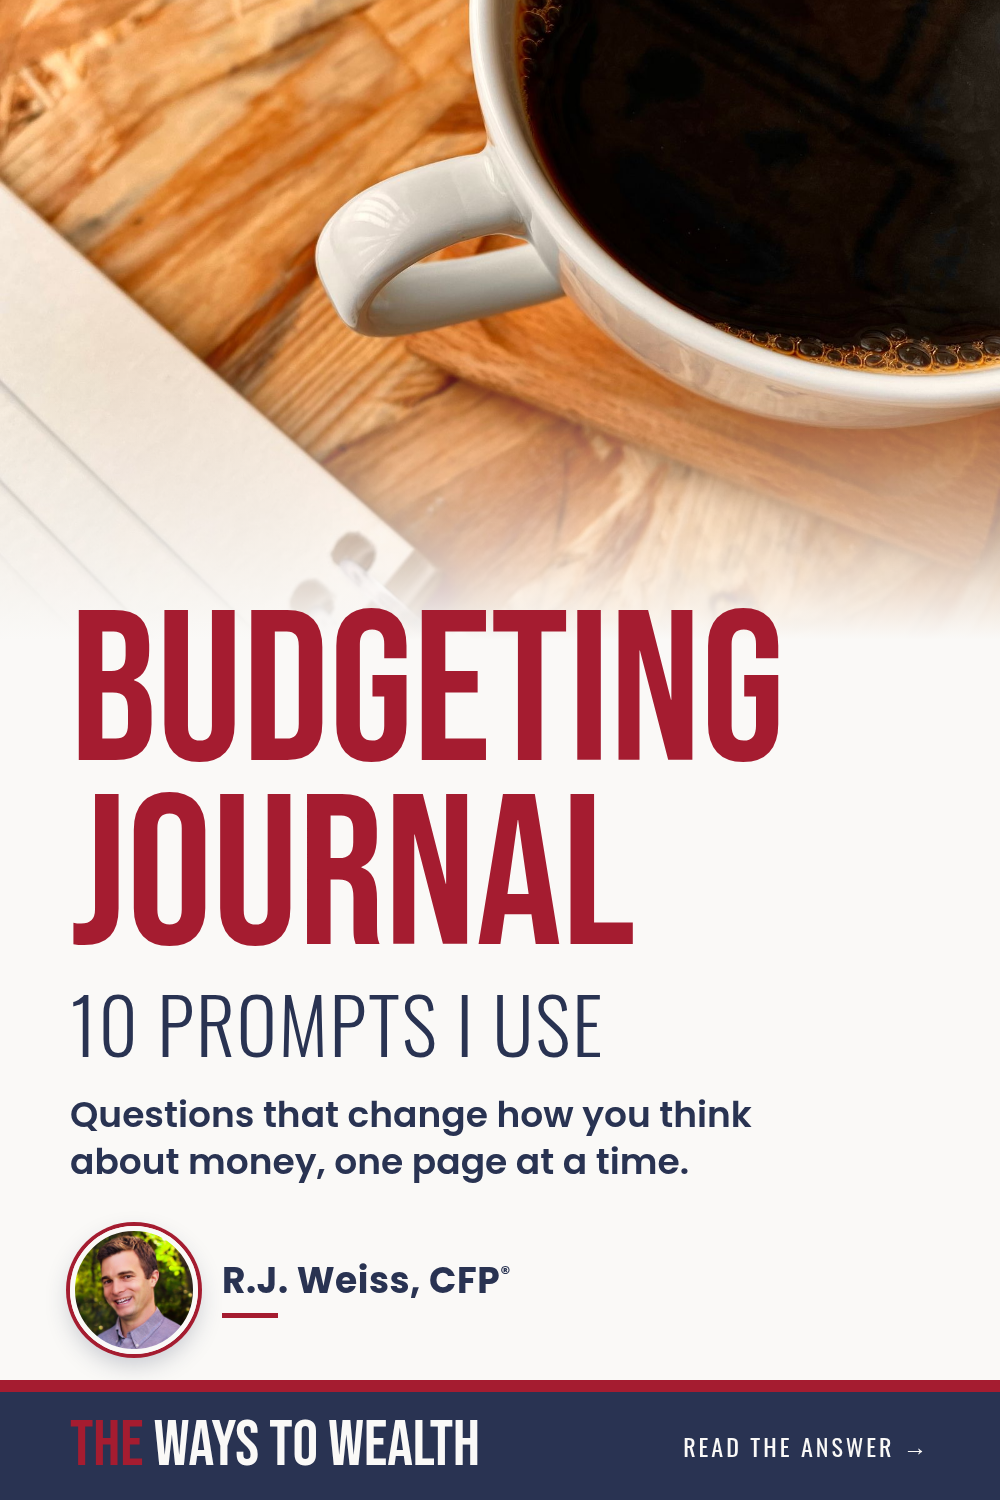 BUDGETING
JOURNAL
10 PROMPTS I USE
Questions that change how you think
about money, one page at a time.
R.J. Weiss, CFP®
THE WAYS TO WEALTH
READ THE ANSWER →